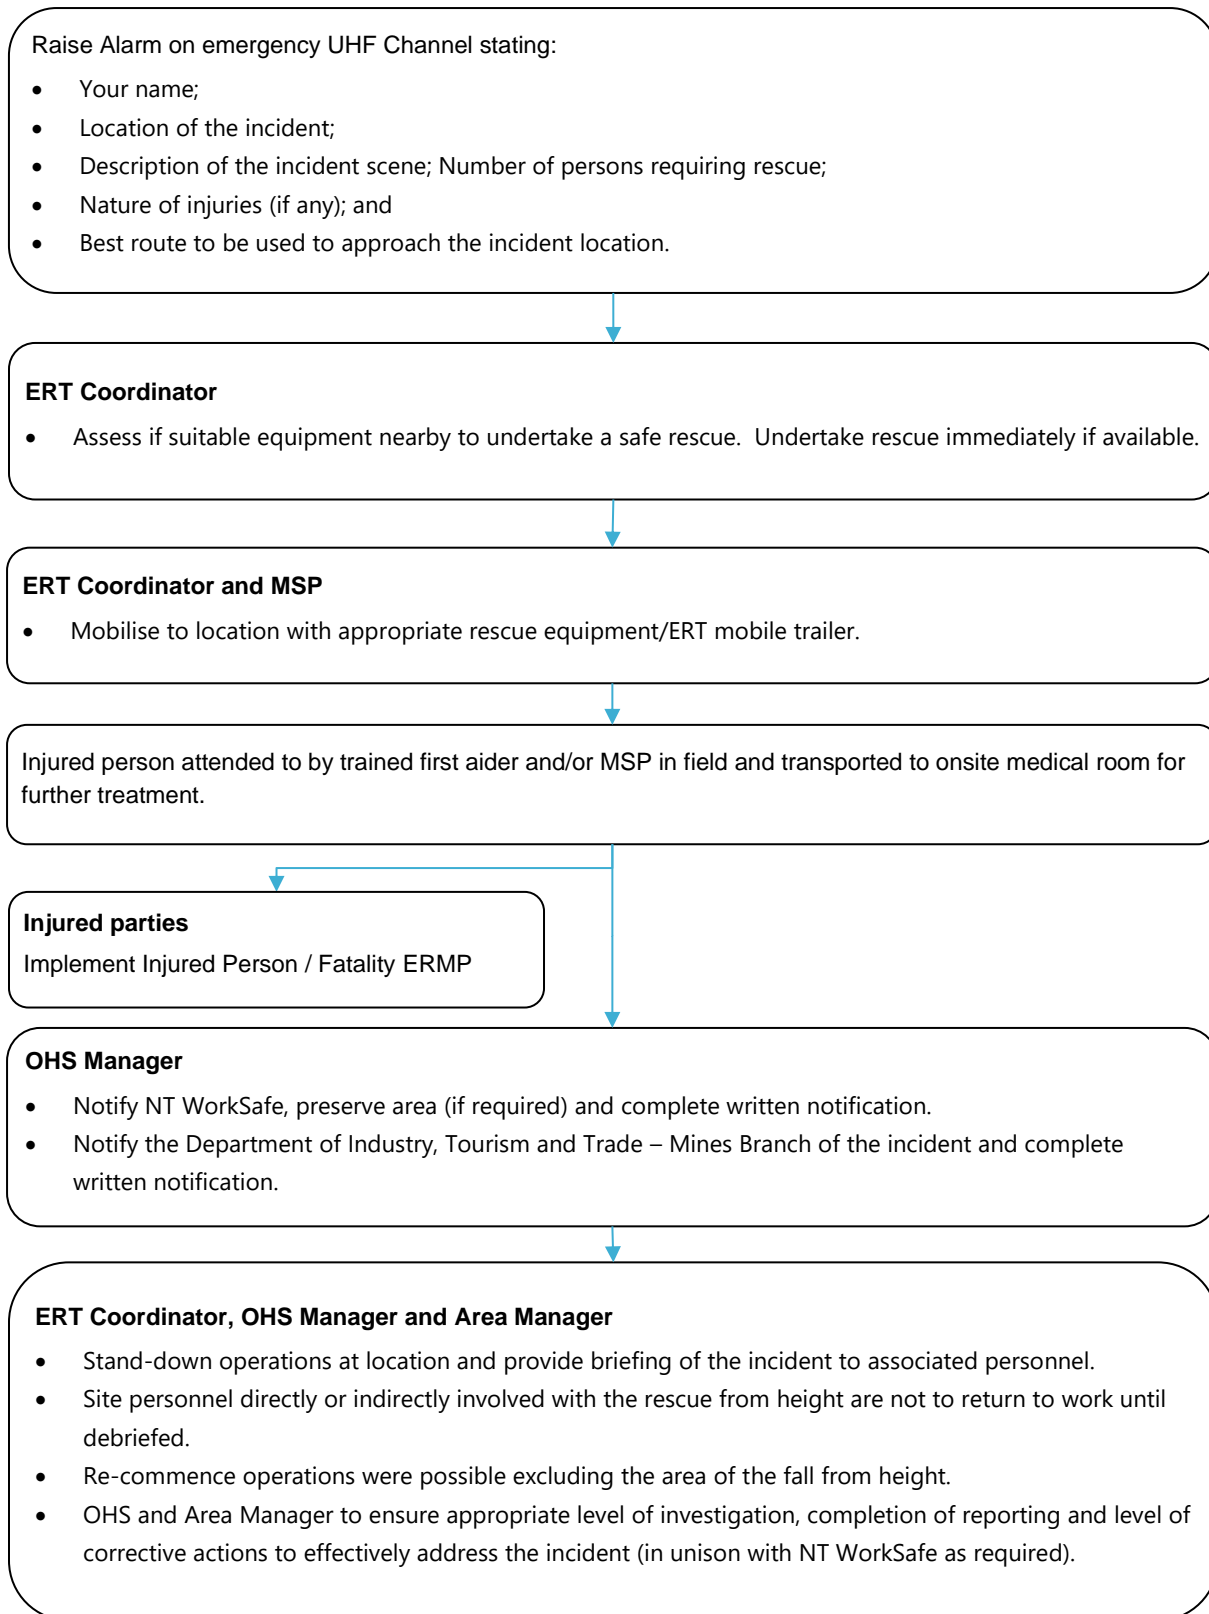 Raise Alarm on emergency UHF Channel stating:
• Your name;
• Location of the incident;
• Description of the incident scene; Number of persons requiring rescue;
• Nature of injuries (if any); and
• Best route to be used to approach the incident location.
ERT Coordinator
• Assess if suitable equipment nearby to undertake a safe rescue.  Undertake rescue immediately if available.
ERT Coordinator and MSP
• Mobilise to location with appropriate rescue equipment/ERT mobile trailer.
Injured person attended to by trained first aider and/or MSP in field and transported to onsite medical room for
further treatment.
Injured parties
Implement Injured Person / Fatality ERMP
OHS Manager
• Notify NT WorkSafe, preserve area (if required) and complete written notification.
• Notify the Department of Industry, Tourism and Trade – Mines Branch of the incident and complete
written notification.
ERT Coordinator, OHS Manager and Area Manager
• Stand-down operations at location and provide briefing of the incident to associated personnel.
• Site personnel directly or indirectly involved with the rescue from height are not to return to work until
debriefed.
• Re-commence operations were possible excluding the area of the fall from height.
• OHS and Area Manager to ensure appropriate level of investigation, completion of reporting and level of
corrective actions to effectively address the incident (in unison with NT WorkSafe as required).